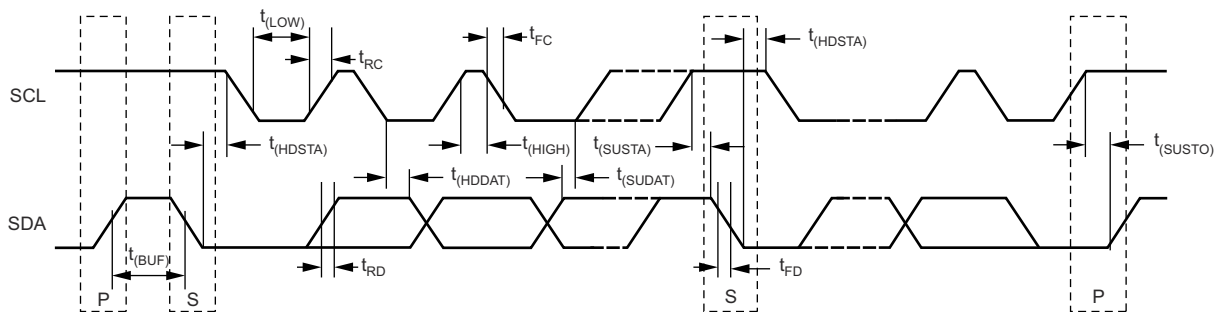 t(LOW)
tRC
tFC
t(HDSTA)
SCL
t(HDSTA)
t(HIGH)
t(SUSTA)
t(SUSTO)
t(HDDAT)
t(SUDAT)
SDA
t(BUF)
tRD
tFD
P
S
S
P